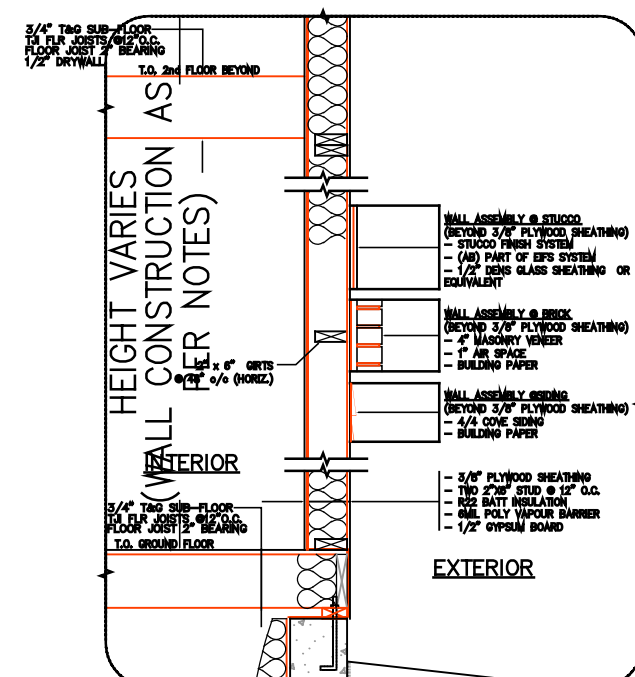 3/4" T&G SUB-FLOOR
TJI FLR JOISTS @12"O.C.
FLOOR JOIST 2" BEARING
1/2" DRYWALL
T.O. 2nd FLOOR BEYOND
HEIGHT VARIES
(WALL CONSTRUCTION AS
PER NOTES)
WALL ASSEMBLY @ STUCCO
(BEYOND 3/8" PLYWOOD SHEATHING)
- STUCCO FINISH SYSTEM
- (AB) PART OF EIFS SYSTEM
- 1/2" DENS GLASS SHEATHING OR
EQUIVALENT
WALL ASSEMBLY @ BRICK
(BEYOND 3/8" PLYWOOD SHEATHING)
- 4" MASONRY VENEER
- 1" AIR SPACE
- BUILDING PAPER
x 6" GIRTS
@ 48" o/c (HORIZ.)
WALL ASSEMBLY @SIDING
(BEYOND 3/8" PLYWOOD SHEATHING)
- 4/4 COVE SIDING
- BUILDING PAPER
INTERIOR
- 3/8" PLYWOOD SHEATHING
- TWO 2"X6" STUD @ 12" O.C.
- R22 BATT INSULATION
- 6MIL POLY VAPOUR BARRIER
- 1/2" GYPSUM BOARD
3/4" T&G SUB-FLOOR
TJI FLR JOISTS @12"O.C.
FLOOR JOIST 2" BEARING
T.O. GROUND FLOOR
EXTERIOR